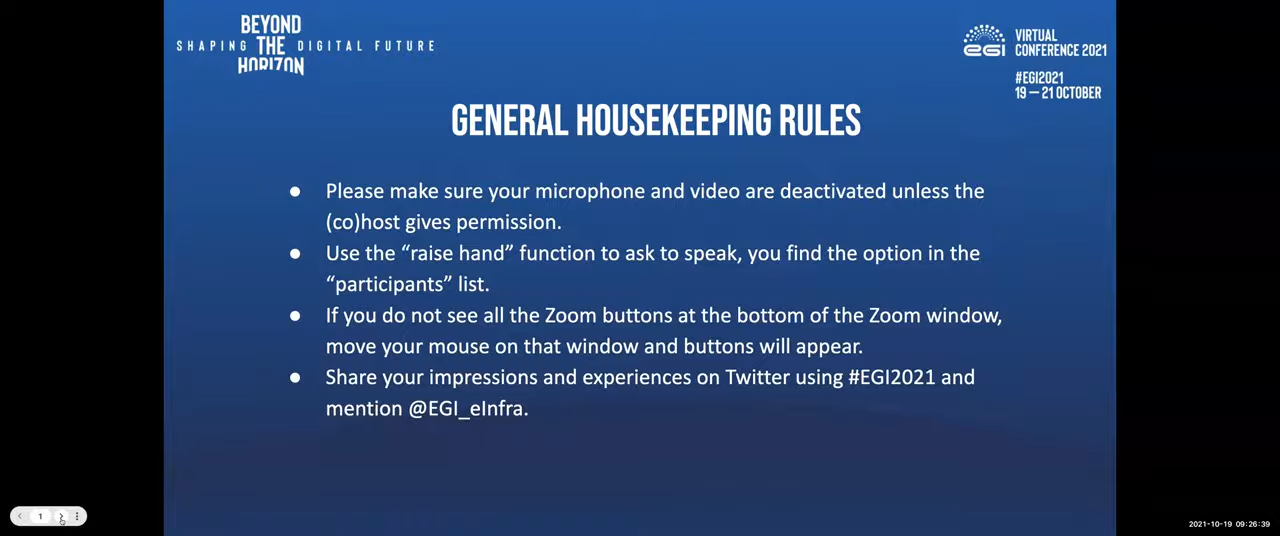 BEYOND
SHAPING THE DIGITAL FUTURE
HORIZON
egi
VIRTUAL
CONFERENCE 2021
#EGI2021
19 – 21 OCTOBER
GENERAL HOUSEKEEPING RULES
● Please make sure your microphone and video are deactivated unless the
(co)host gives permission.
● Use the “raise hand” function to ask to speak, you find the option in the
“participants” list.
● If you do not see all the Zoom buttons at the bottom of the Zoom window,
move your mouse on that window and buttons will appear.
● Share your impressions and experiences on Twitter using #EGI2021 and
mention @EGI_eInfra.
1
2021-10-19 09:26:39